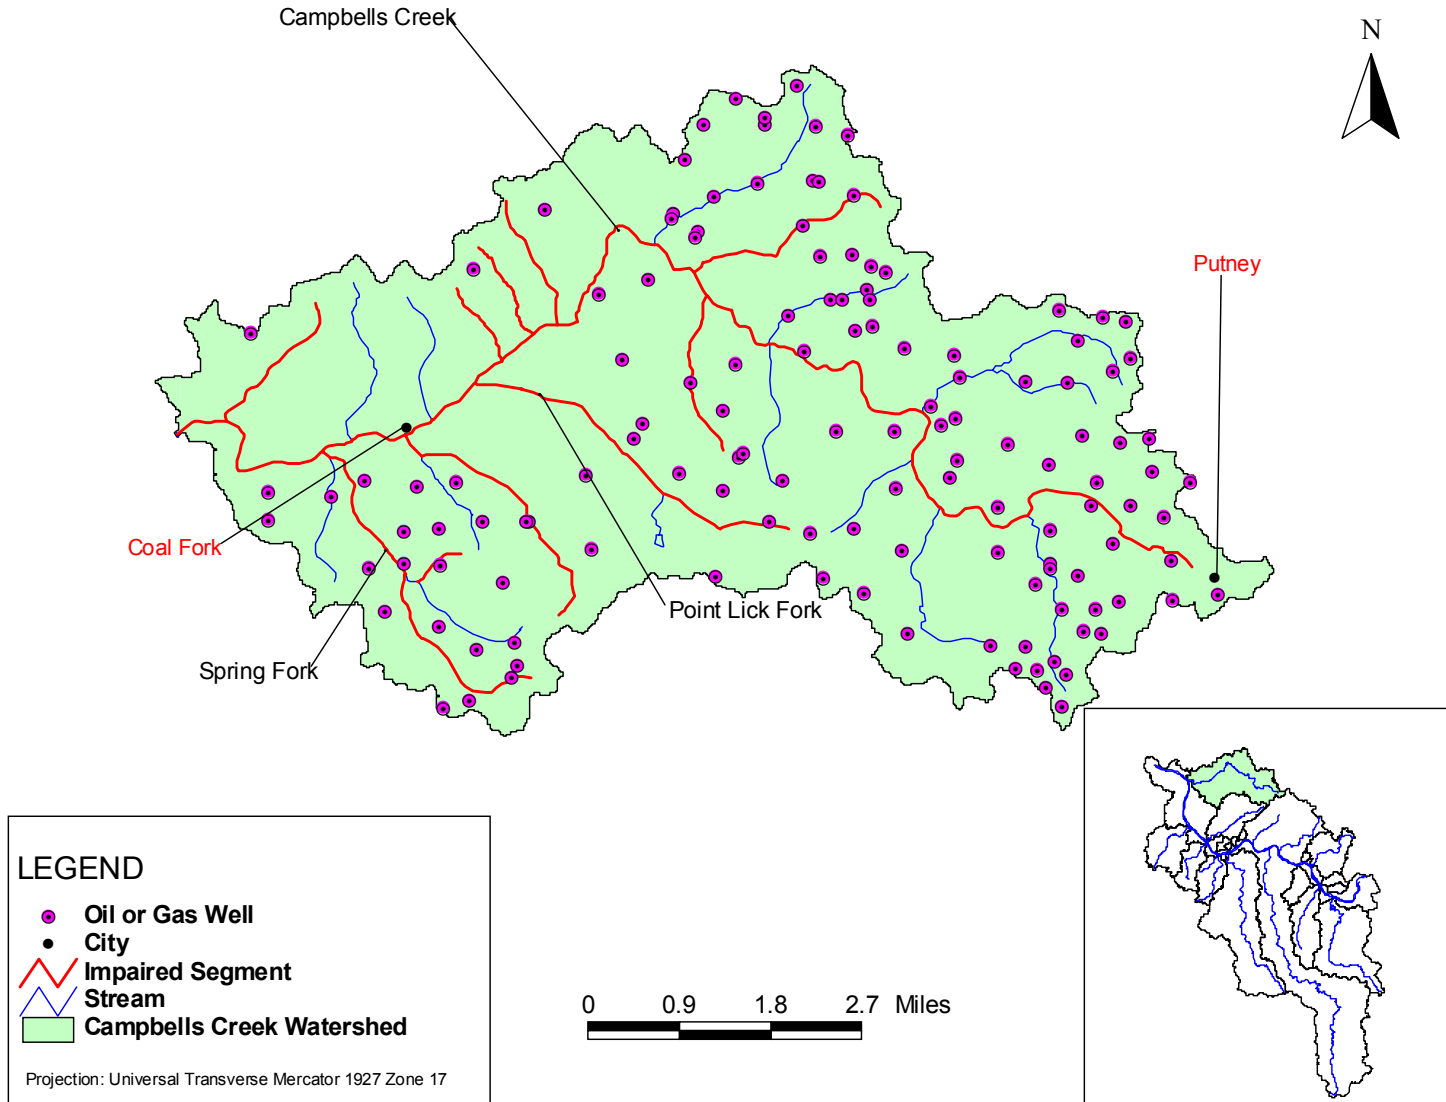 Campbells Creek
N
Putney
Coal Fork
Point Lick Fork
Spring Fork
LEGEND
Oil or Gas Well
City
Impaired Segment
Stream
Campbells Creek Watershed
Projection: Universal Transverse Mercator 1927 Zone 17
0 0.9 1.8 2.7 Miles